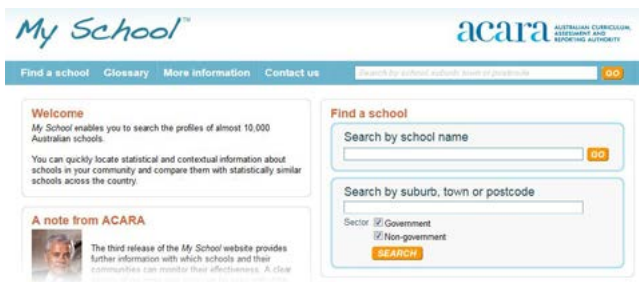 My School™
acara AUSTRALIAN CURRICULUM,
ASSESSMENT AND
REPORTING AUTHORITY
Find a school Glossary More information Contact us Search by school, suburb, town or postcode GO
Welcome
My School enables you to search the profiles of almost 10,000
Australian schools.
You can quickly locate statistical and contextual information about
schools in your community and compare them with statistically similar
schools across the country.
A note from ACARA
The third release of the My School website provides
further information with which schools and their
communities can monitor their effectiveness. A clear
Find a school
Search by school name
GO
Search by suburb, town or postcode
Sector Government
Non-government
SEARCH